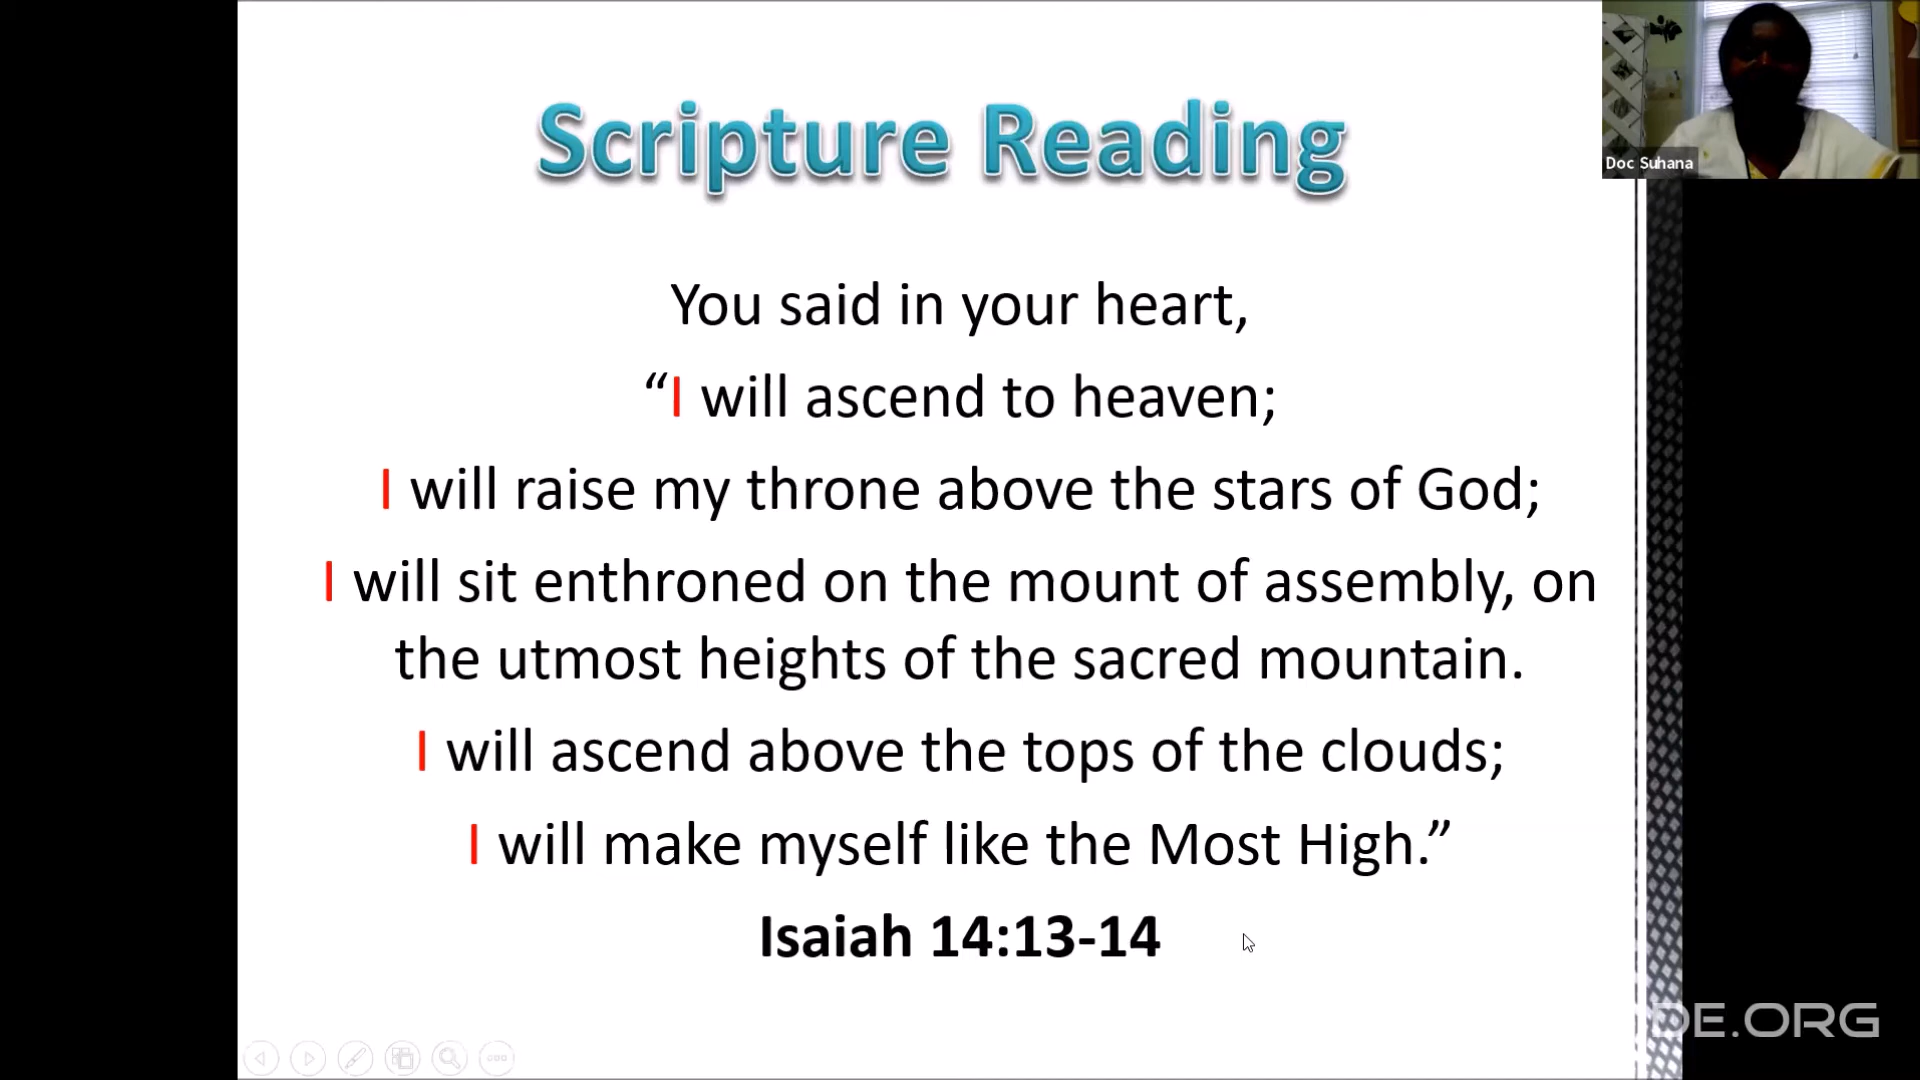 Scripture Reading
Doc Suhana
You said in your heart,
“I will ascend to heaven;
I will raise my throne above the stars of God;
I will sit enthroned on the mount of assembly, on
the utmost heights of the sacred mountain.
I will ascend above the tops of the clouds;
I will make myself like the Most High.”
Isaiah 14:13-14
DE.ORG